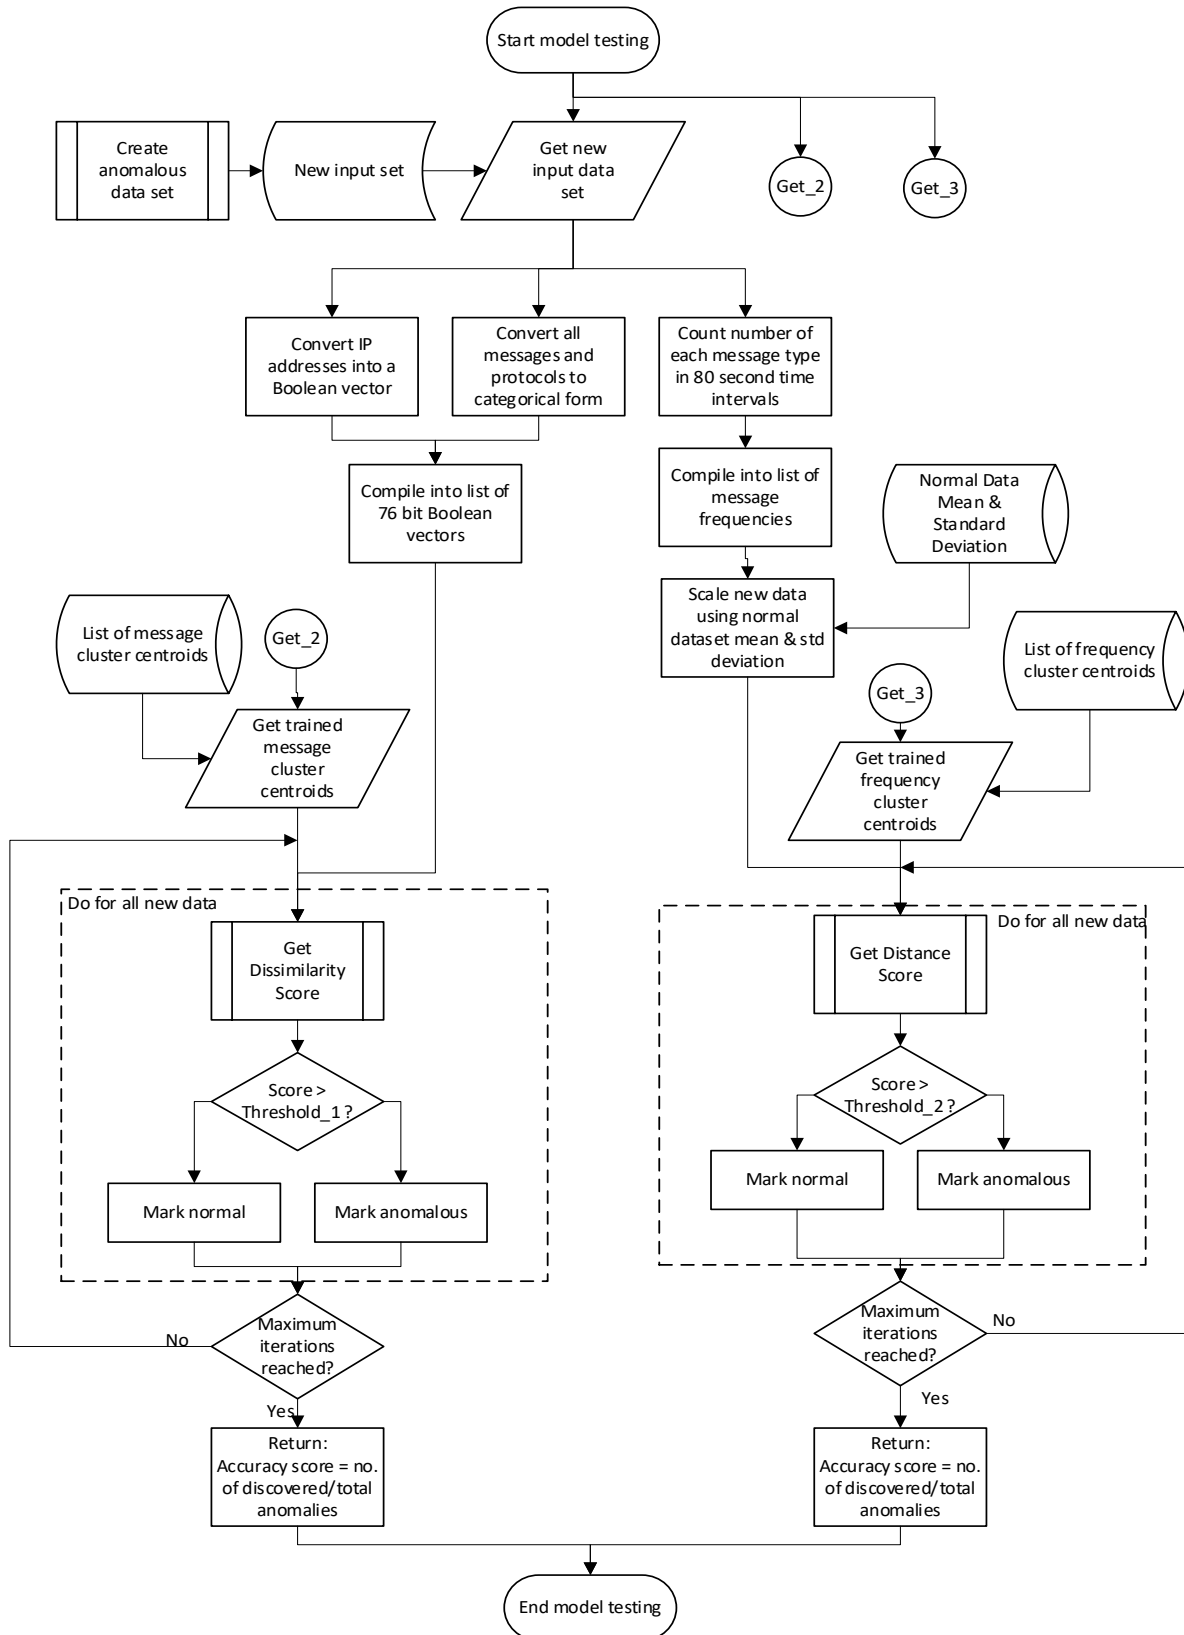 Start model testing
Create
anomalous
data set
New input set
Get new
input data
set
Get_2
Get_3
Convert IP
addresses into a
Boolean vector
Convert all
messages and
protocols to
categorical form
Count number of
each message type
in 80 second time
intervals
Compile into list of
76 bit Boolean
vectors
Compile into list of
message
frequencies
Normal Data
Mean &
Standard
Deviation
Scale new data
using normal
dataset mean & std
deviation
List of message
cluster centroids
Get_2
List of frequency
cluster centroids
Get_3
Get trained
message
cluster
centroids
Get trained
frequency
cluster
centroids
Do for all new data
Get
Dissimilarity
Score
Score >
Threshold_1 ?
Mark normal
Mark anomalous
Maximum
iterations
reached?
No
Yes
Return:
Accuracy score = no.
of discovered/total
anomalies
Do for all new data
Get Distance
Score
Score >
Threshold_2 ?
Mark normal
Mark anomalous
Maximum
iterations
reached?
No
Yes
Return:
Accuracy score = no.
of discovered/total
anomalies
End model testing